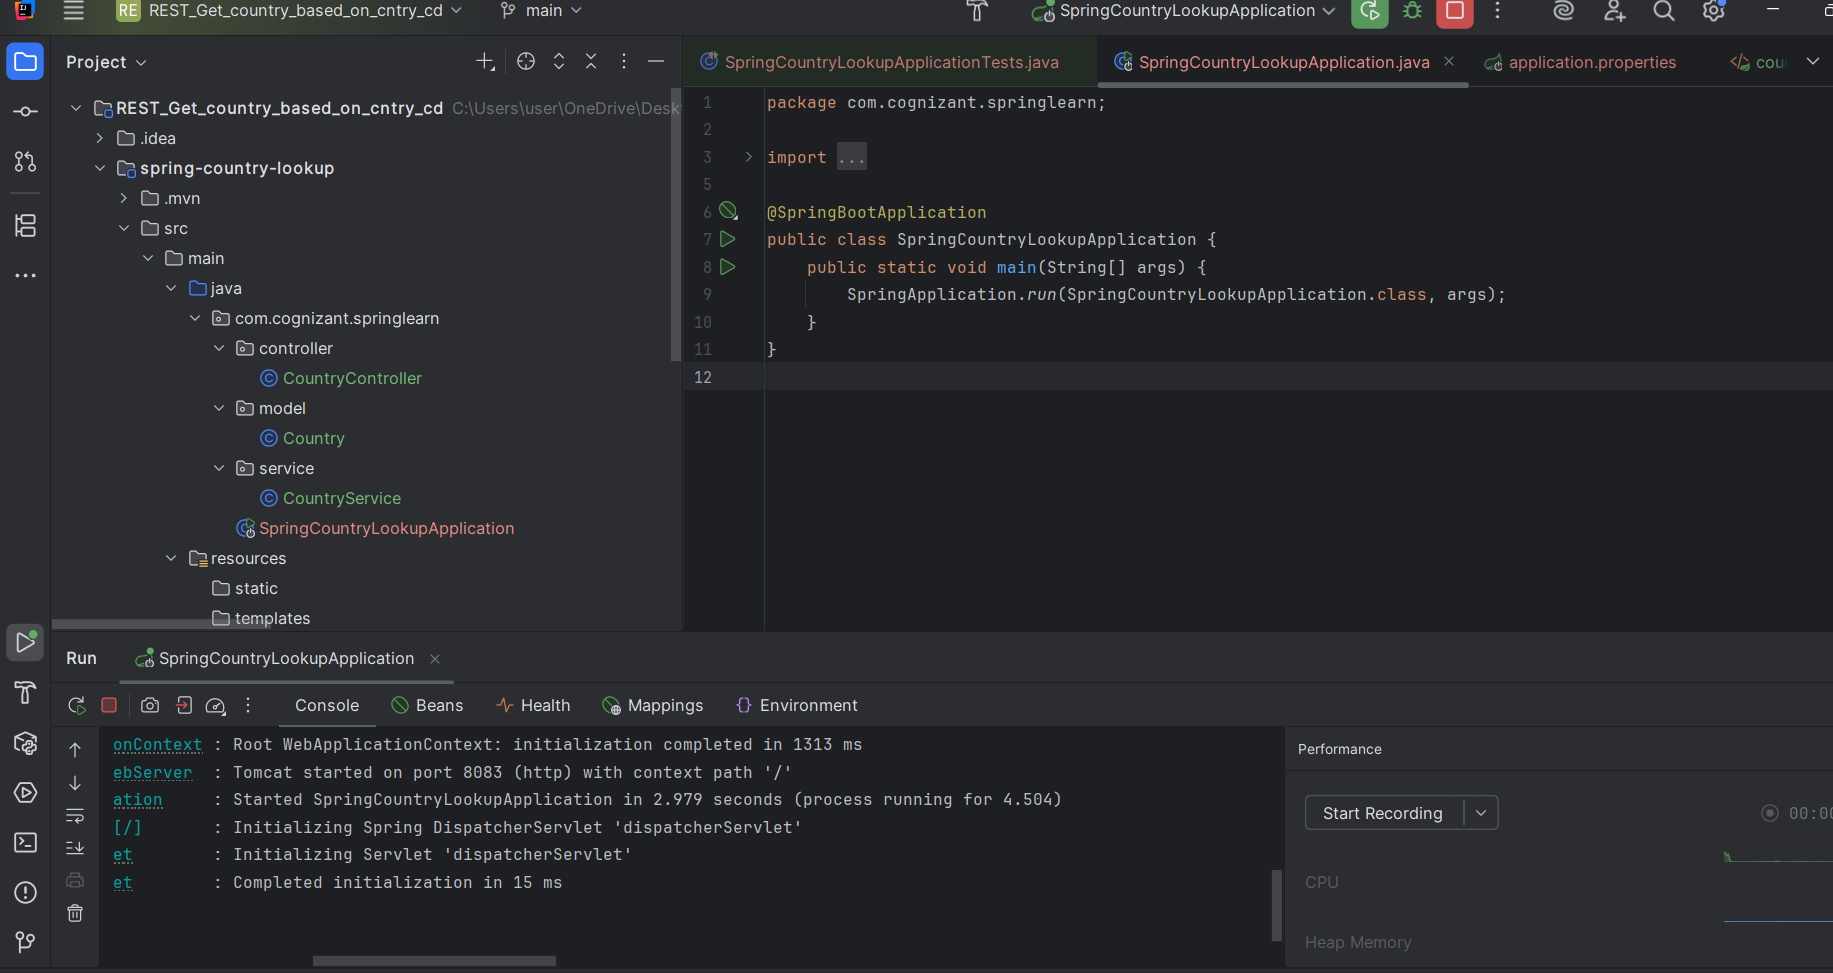 RE REST_Get_country_based_on_cntry_cd main SpringCountryLookupApplication
Project
SpringCountryLookupApplicationTests.java SpringCountryLookupApplication.java application.properties cou
REST_Get_country_based_on_cntry_cd C:\Users\user\OneDrive\Desk
.idea
spring-country-lookup
.mvn
src
main
java
com.cognizant.springlearn
controller
CountryController
model
Country
service
CountryService
SpringCountryLookupApplication
resources
static
templates
1 package com.cognizant.springlearn;
2
3 import ...
5
6 @SpringBootApplication
7 public class SpringCountryLookupApplication {
8 public static void main(String[] args) {
9 SpringApplication.run(SpringCountryLookupApplication.class, args);
10 }
11 }
12
Run SpringCountryLookupApplication
Console Beans Health Mappings Environment
onContext : Root WebApplicationContext: initialization completed in 1313 ms
ebServer : Tomcat started on port 8083 (http) with context path '/'
ation : Started SpringCountryLookupApplication in 2.979 seconds (process running for 4.504)
[/] : Initializing Spring DispatcherServlet 'dispatcherServlet'
et : Initializing Servlet 'dispatcherServlet'
et : Completed initialization in 15 ms
Performance
Start Recording 00:00
CPU
Heap Memory